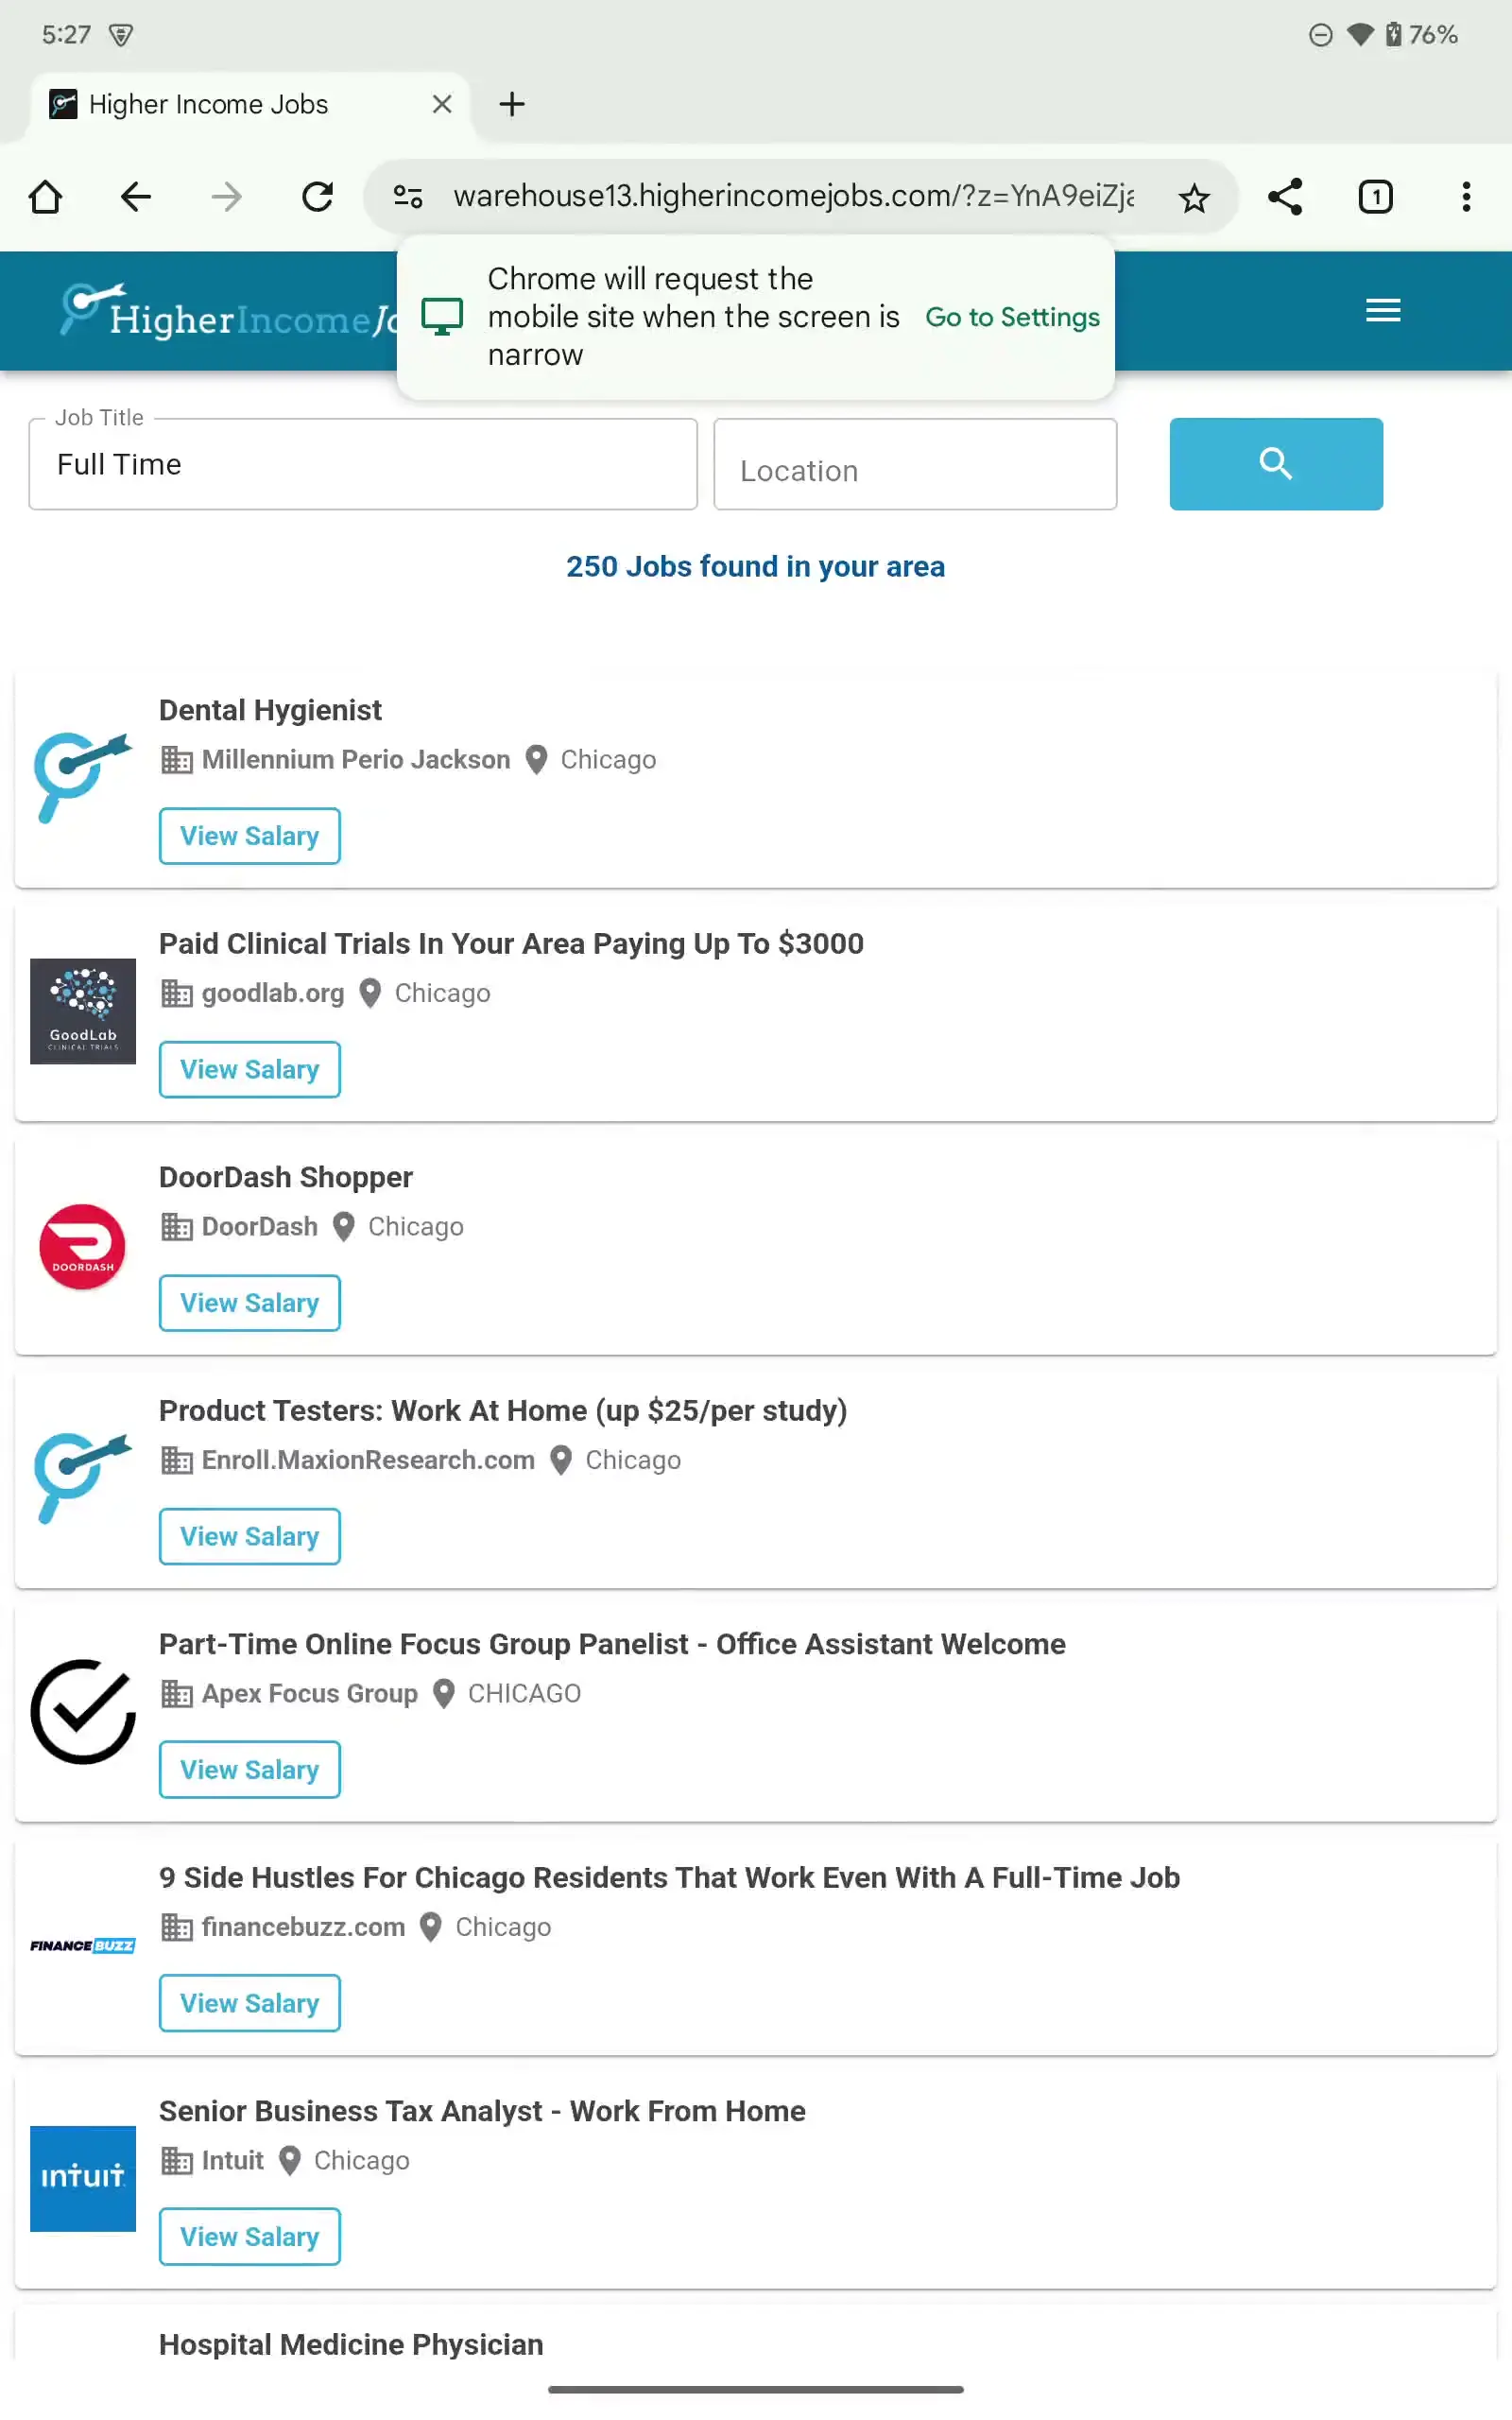 5:27
76%
Higher Income Jobs
warehouse13.higherincomejobs.com/?z=YnA9eiZj
1
Chrome will request the
mobile site when the screen is
narrow
Go to Settings
HigherIncome
Job Title
Full Time
Location
250 Jobs found in your area
Dental Hygienist
Millennium Perio Jackson Chicago
View Salary
Paid Clinical Trials In Your Area Paying Up To $3000
goodlab.org Chicago
GoodLab
CLINICAL TRIALS
View Salary
DoorDash Shopper
DoorDash Chicago
DOORDASH
View Salary
Product Testers: Work At Home (up $25/per study)
Enroll.MaxionResearch.com Chicago
View Salary
Part-Time Online Focus Group Panelist - Office Assistant Welcome
Apex Focus Group CHICAGO
View Salary
9 Side Hustles For Chicago Residents That Work Even With A Full-Time Job
financebuzz.com Chicago
FINANCEBUZZ
View Salary
Senior Business Tax Analyst - Work From Home
Intuit Chicago
intuit
View Salary
Hospital Medicine Physician